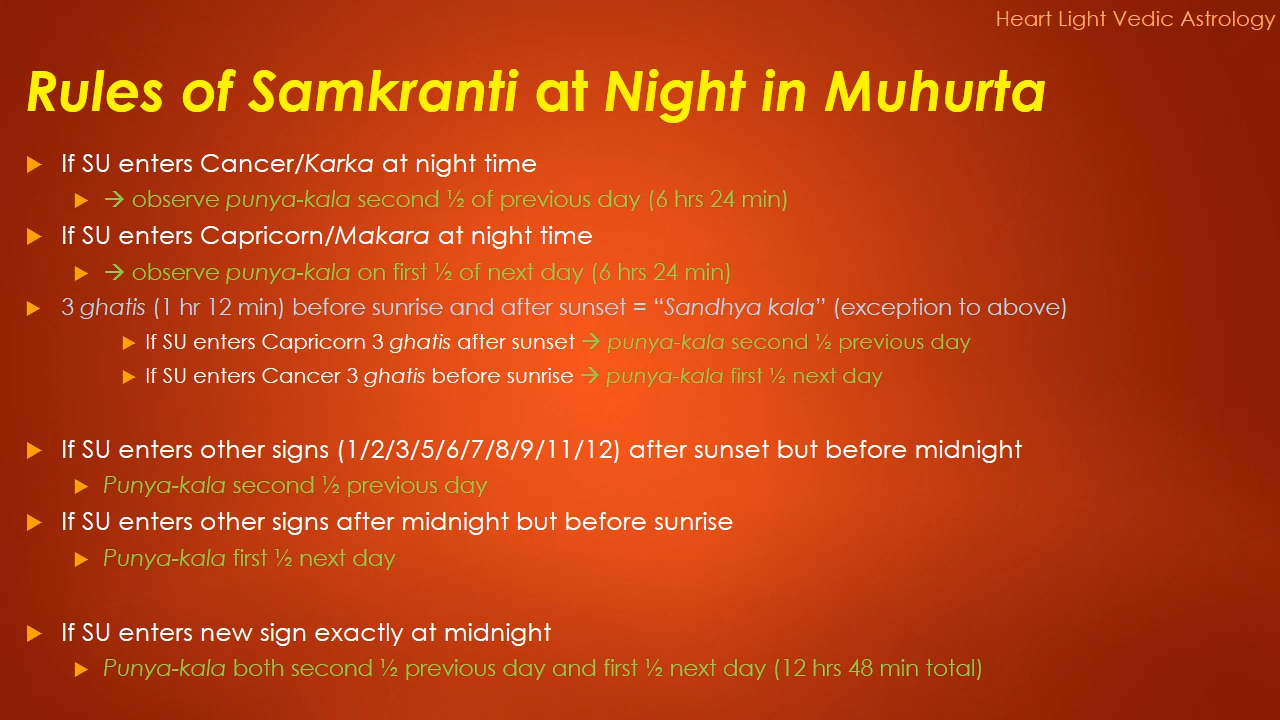 Heart Light Vedic Astrology
Rules of Samkranti at Night in Muhurta
If SU enters Cancer/Karka at night time
→ observe punya-kala second ½ of previous day (6 hrs 24 min)
If SU enters Capricorn/Makara at night time
→ observe punya-kala on first ½ of next day (6 hrs 24 min)
3 ghatis (1 hr 12 min) before sunrise and after sunset = “Sandhya kala” (exception to above)
If SU enters Capricorn 3 ghatis after sunset → punya-kala second ½ previous day
If SU enters Cancer 3 ghatis before sunrise → punya-kala first ½ next day
If SU enters other signs (1/2/3/5/6/7/8/9/11/12) after sunset but before midnight
Punya-kala second ½ previous day
If SU enters other signs after midnight but before sunrise
Punya-kala first ½ next day
If SU enters new sign exactly at midnight
Punya-kala both second ½ previous day and first ½ next day (12 hrs 48 min total)